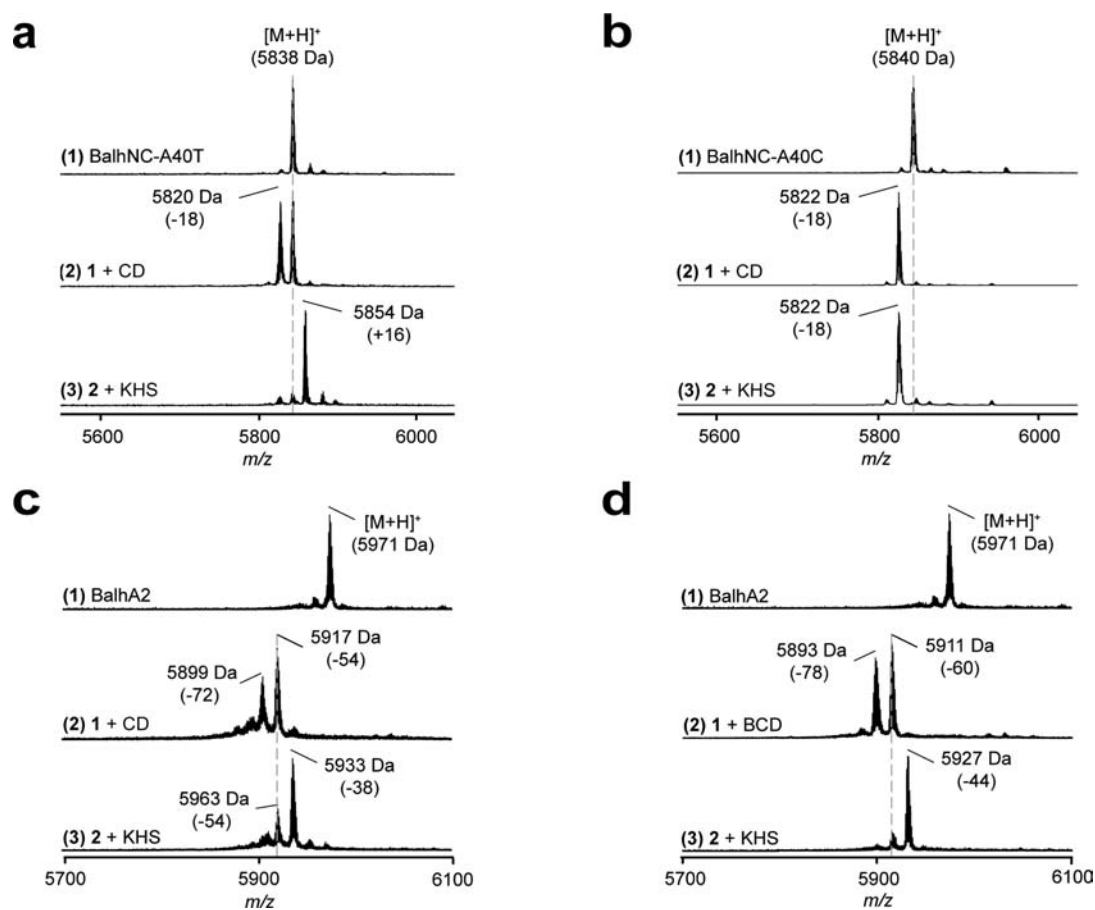 a
[M+H]+
(5838 Da)
(1) BalhNC-A40T
5820 Da
(-18)
(2) 1 + CD
5854 Da
(+16)
(3) 2 + KHS
5600 5800 6000
m/z
b
[M+H]+
(5840 Da)
(1) BalhNC-A40C
5822 Da
(-18)
(2) 1 + CD
5822 Da
(-18)
(3) 2 + KHS
5600 5800 6000
m/z
c
[M+H]+
(5971 Da)
(1) BalhA2
5917 Da
(-54)
5899 Da
(-72)
(2) 1 + CD
5933 Da
(-38)
5963 Da
(-54)
(3) 2 + KHS
5700 5900 6100
m/z
d
[M+H]+
(5971 Da)
(1) BalhA2
5911 Da
(-60)
5893 Da
(-78)
(2) 1 + BCD
5927 Da
(-44)
(3) 2 + KHS
5700 5900 6100
m/z